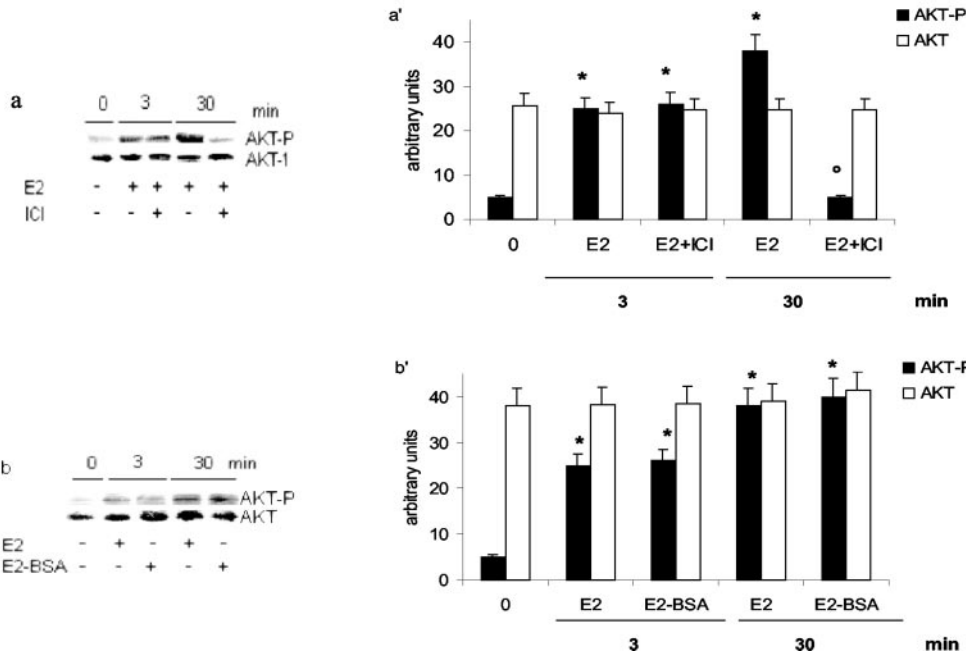 a
0 3 30 min
AKT-P
AKT-1
E2 - + + + +
ICI - - + - +
a'
AKT-P
AKT
*
* *
°
arbitrary units
40
30
20
10
0
0 E2 E2+ICI E2 E2+ICI
3 30 min
b
0 3 30 min
AKT-P
AKT
E2 - + - + -
E2-BSA - - + - +
b'
AKT-P
AKT
* *
* *
arbitrary units
40
30
20
10
0
0 E2 E2-BSA E2 E2-BSA
3 30 min